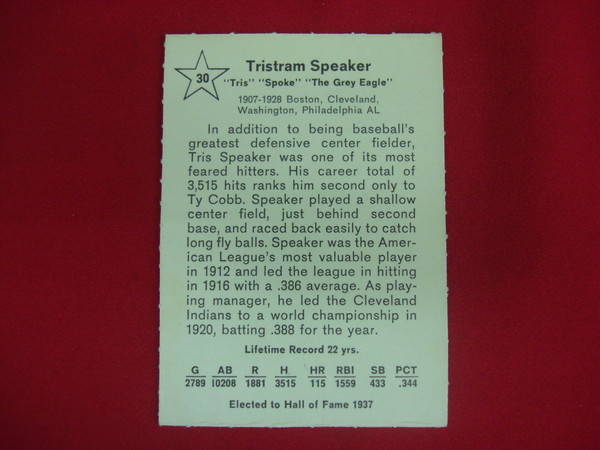 30
Tristram Speaker
"Tris" "Spoke" "The Grey Eagle"
1907-1928 Boston, Cleveland,
Washington, Philadelphia AL
In addition to being baseball's
greatest defensive center fielder,
Tris Speaker was one of its most
feared hitters. His career total of
3,515 hits ranks him second only to
Ty Cobb. Speaker played a shallow
center field, just behind second
base, and raced back easily to catch
long fly balls. Speaker was the Amer-
ican League's most valuable player
in 1912 and led the league in hitting
in 1916 with a .386 average. As play-
ing manager, he led the Cleveland
Indians to a world championship in
1920, batting .388 for the year.
Lifetime Record 22 yrs.
G AB R H HR RBI SB PCT
2789 10208 1881 3515 115 1559 433 .344
Elected to Hall of Fame 1937